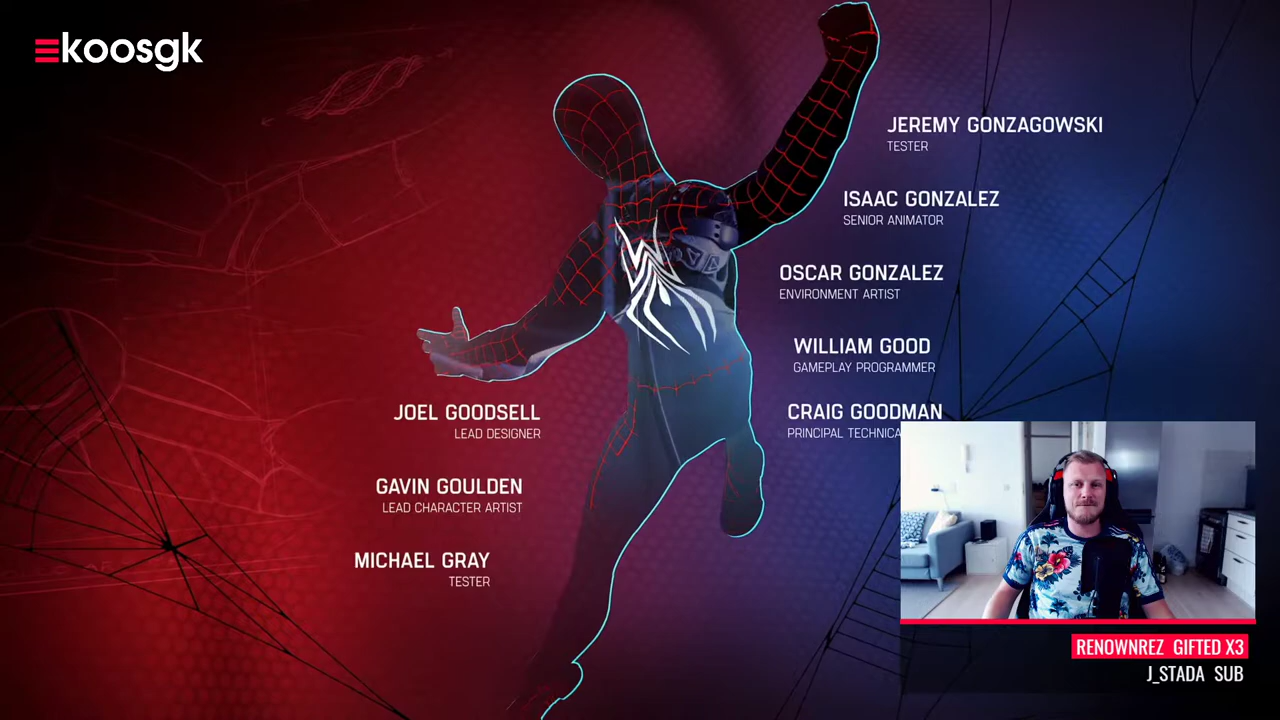 koosgk
JEREMY GONZAGOWSKI
TESTER
ISAAC GONZALEZ
SENIOR ANIMATOR
OSCAR GONZALEZ
ENVIRONMENT ARTIST
WILLIAM GOOD
GAMEPLAY PROGRAMMER
CRAIG GOODMAN
PRINCIPAL
JOEL GOODSELL
LEAD DESIGNER
GAVIN GOULDEN
LEAD CHARACTER ARTIST
MICHAEL GRAY
TESTER
RENOWNREZ GIFTED X3
J_STADA SUB